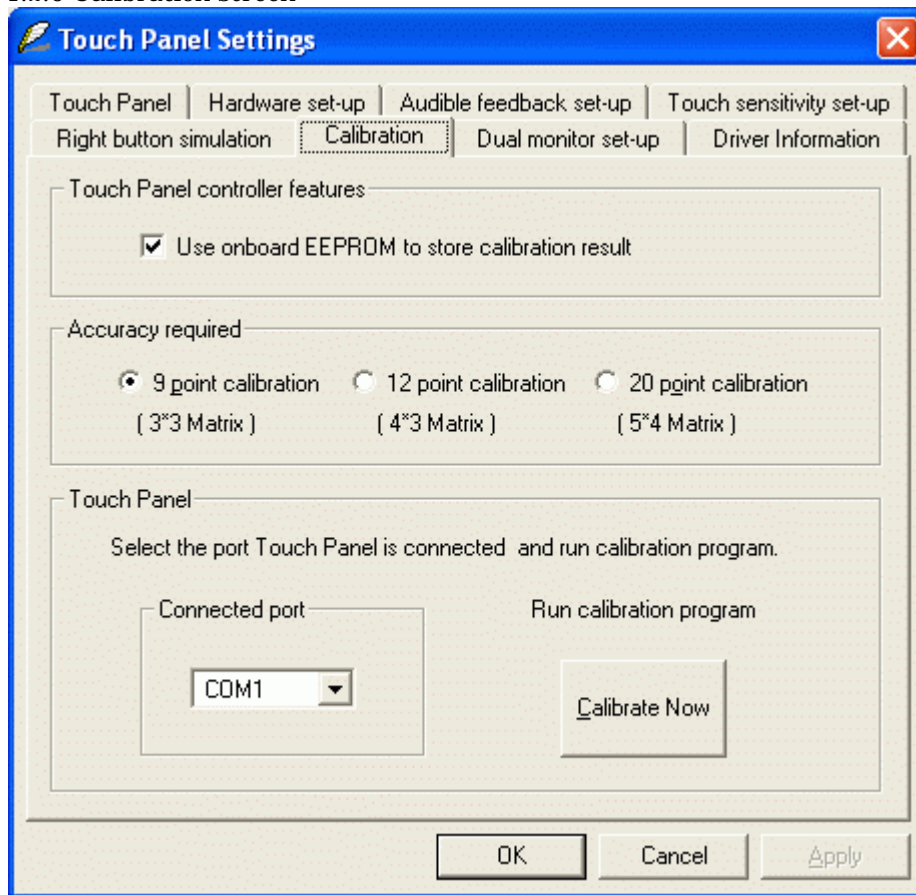 Touch Panel Settings
Touch Panel Hardware set-up Audible feedback set-up Touch sensitivity set-up
Right button simulation Calibration Dual monitor set-up Driver Information
Touch Panel controller features
Use onboard EEPROM to store calibration result
Accuracy required
9 point calibration 12 point calibration 20 point calibration
( 3*3 Matrix ) ( 4*3 Matrix ) ( 5*4 Matrix )
Touch Panel
Select the port Touch Panel is connected and run calibration program.
Connected port Run calibration program
COM1 Calibrate Now
OK Cancel Apply